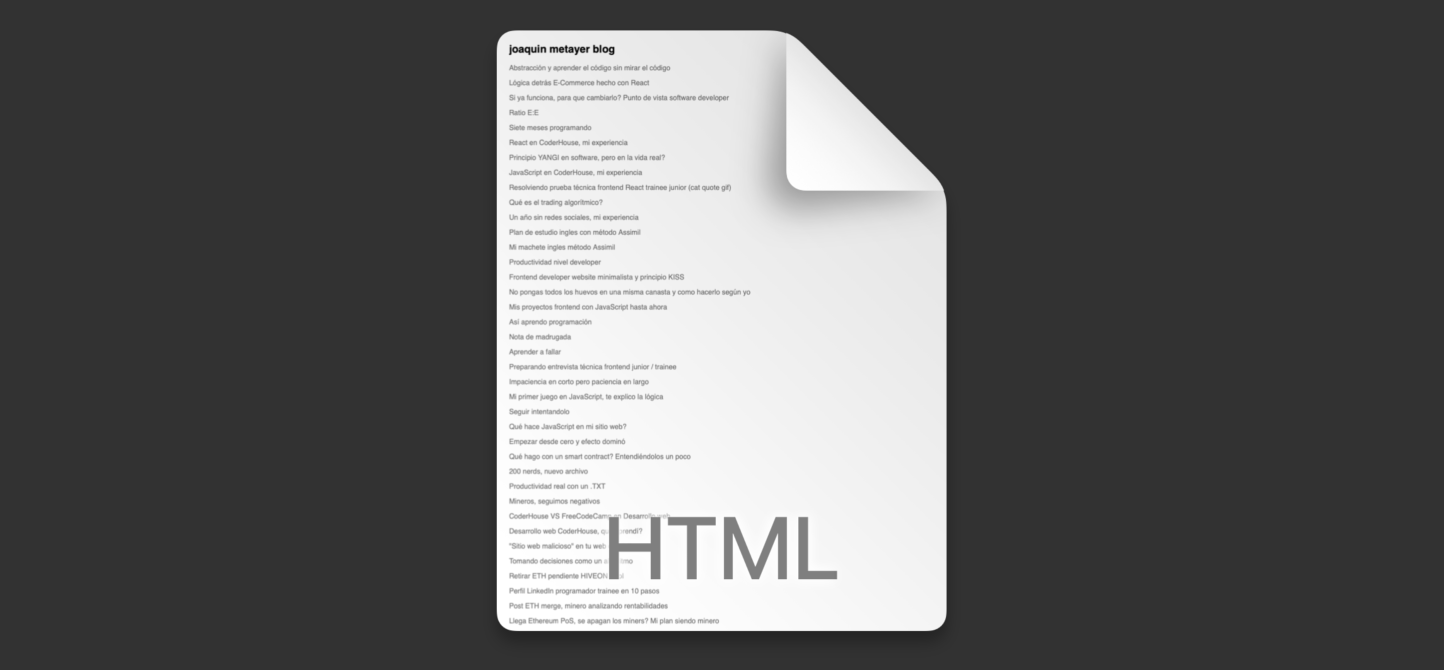 joaquin metayer blog
Abstracción y aprender el código sin mirar el código
Lógica detrás E-Commerce hecho con React
Si ya funciona, para que cambiarlo? Punto de vista software developer
Ratio E:E
Siete meses programando
React en CoderHouse, mi experiencia
Principio YANGI en software, pero en la vida real?
JavaScript en CoderHouse, mi experiencia
Resolviendo prueba técnica frontend React trainee junior (cat quote gif)
Qué es el trading algorítmico?
Un año sin redes sociales, mi experiencia
Plan de estudio ingles con método Assimil
Mi machete ingles método Assimil
Productividad nivel developer
Frontend developer website minimalista y principio KISS
No pongas todos los huevos en una misma canasta y como hacerlo según yo
Mis proyectos frontend con JavaScript hasta ahora
Así aprendo programación
Nota de madrugada
Aprender a fallar
Preparando entrevista técnica frontend junior / trainee
Impaciencia en corto pero paciencia en largo
Mi primer juego en JavaScript, te explico la lógica
Seguir intentandolo
Qué hace JavaScript en mi sitio web?
Empezar desde cero y efecto dominó
Qué hago con un smart contract? Entendiéndolos un poco
200 nerds, nuevo archivo
Productividad real con un .TXT
Mineros, seguimos negativos
CoderHouse VS FreeCodeCamp en Desarrollo web
Desarrollo web CoderHouse,
"Sitio web malicioso" en tu web
Tomando decisiones como un
Retirar ETH pendiente HIVEON
Perfil LinkedIn programador trainee en 10 pasos
Post ETH merge, minero analizando rentabilidades
Llega Ethereum PoS, se apagan los miners? Mi plan siendo minero
HTML